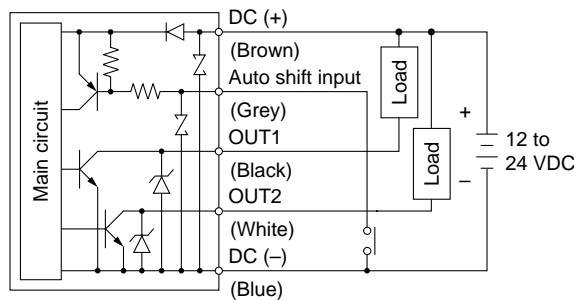 DC (+)
(Brown)
Auto shift input
(Grey)
OUT1
(Black)
OUT2
(White)
DC (–)
(Blue)
Main circuit
Load
Load
+
–
12 to
24 VDC